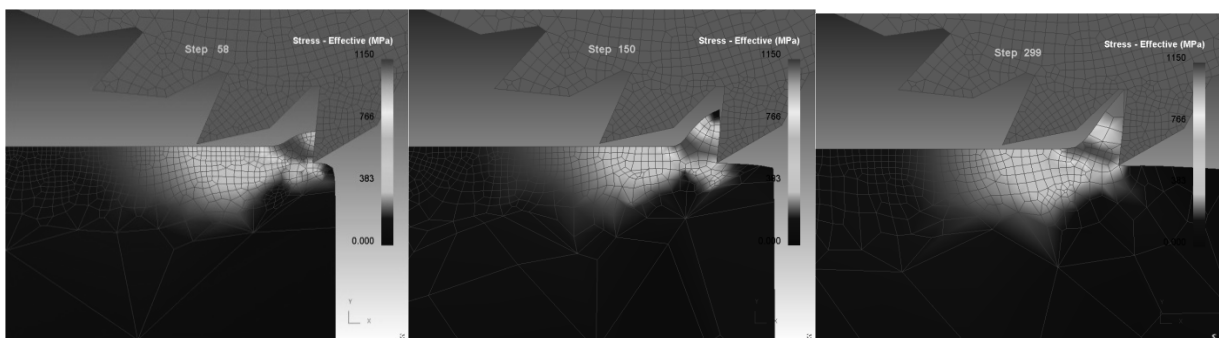 Step 58
Stress - Effective (MPa)
1150
766
383
0.000
Y
X
Step 150
Stress - Effective (MPa)
1150
766
0.000
Y
X
Step 299
Stress - Effective (MPa)
1150
766
Y
X